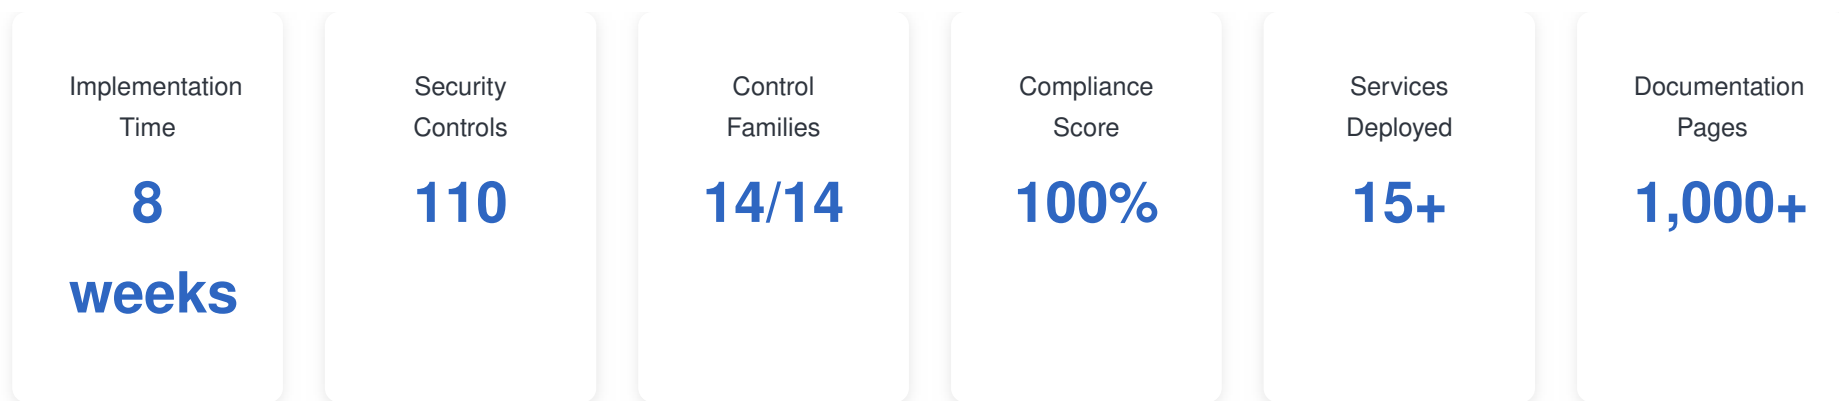 Implementation
Time
8
weeks
Security
Controls
110
Control
Families
14/14
Compliance
Score
100%
Services
Deployed
15+
Documentation
Pages
1,000+